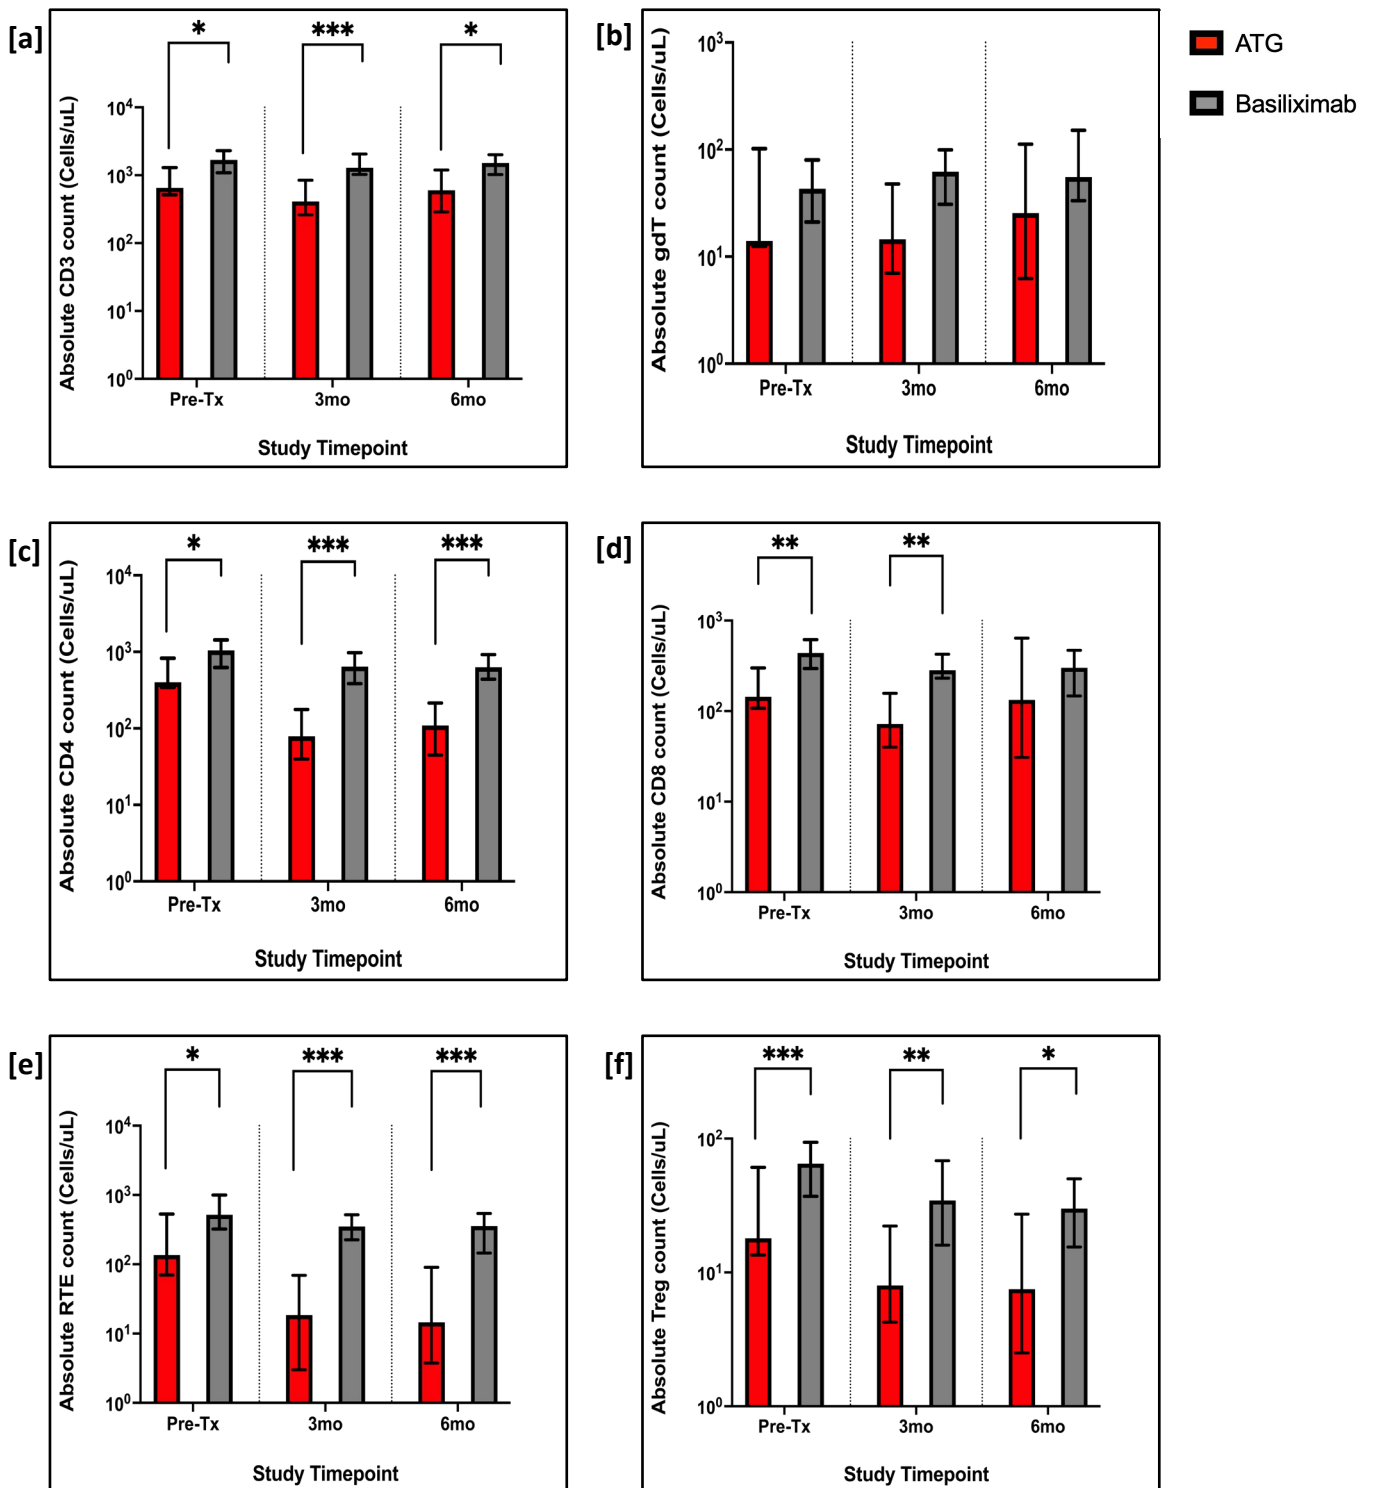 [a]
* *** *
Absolute CD3 count (Cells/uL)
10⁴
10³
10²
10¹
10⁰
Pre-Tx 3mo 6mo
Study Timepoint
[b]
Absolute gdT count (Cells/uL)
10³
10²
10¹
10⁰
Pre-Tx 3mo 6mo
Study Timepoint
ATG
Basiliximab
[c]
* *** ***
Absolute CD4 count (Cells/uL)
10⁴
10³
10²
10¹
10⁰
Pre-Tx 3mo 6mo
Study Timepoint
[d]
** **
Absolute CD8 count (Cells/uL)
10³
10²
10¹
10⁰
Pre-Tx 3mo 6mo
Study Timepoint
[e]
* *** ***
Absolute RTE count (Cells/uL)
10⁴
10³
10²
10¹
10⁰
Pre-Tx 3mo 6mo
Study Timepoint
[f]
*** ** *
Absolute Treg count (Cells/uL)
10²
10¹
10⁰
Pre-Tx 3mo 6mo
Study Timepoint